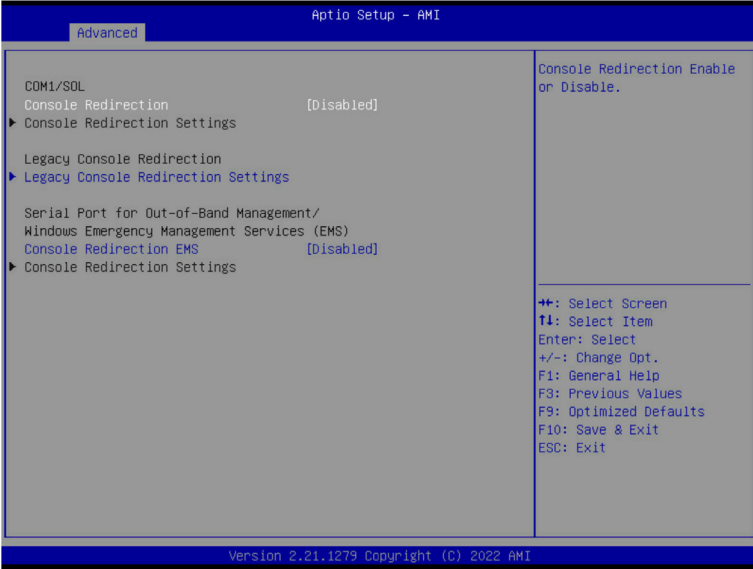 Aptio Setup – AMI
Advanced
COM1/SOL
Console Redirection [Disabled]
Console Redirection Settings
Legacy Console Redirection
Legacy Console Redirection Settings
Serial Port for Out-of-Band Management/
Windows Emergency Management Services (EMS)
Console Redirection EMS [Disabled]
Console Redirection Settings
Console Redirection Enable
or Disable.
→←: Select Screen
↑↓: Select Item
Enter: Select
+/-: Change Opt.
F1: General Help
F3: Previous Values
F9: Optimized Defaults
F10: Save & Exit
ESC: Exit
Version 2.21.1279 Copyright (C) 2022 AMI